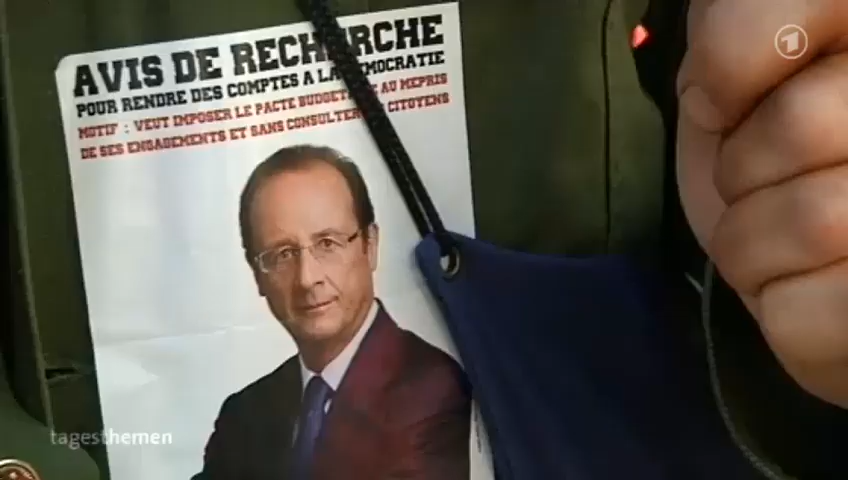 AVIS DE RECHERCHE
POUR RENDRE DES COMPTES A LA DEMOCRATIE
MOTIF : VEUT IMPOSER LE PACTE AU MEPRIS
DE SES ENGAGEMENTS ET SANS CONSULTER CITOYENS
1
tagesthemen